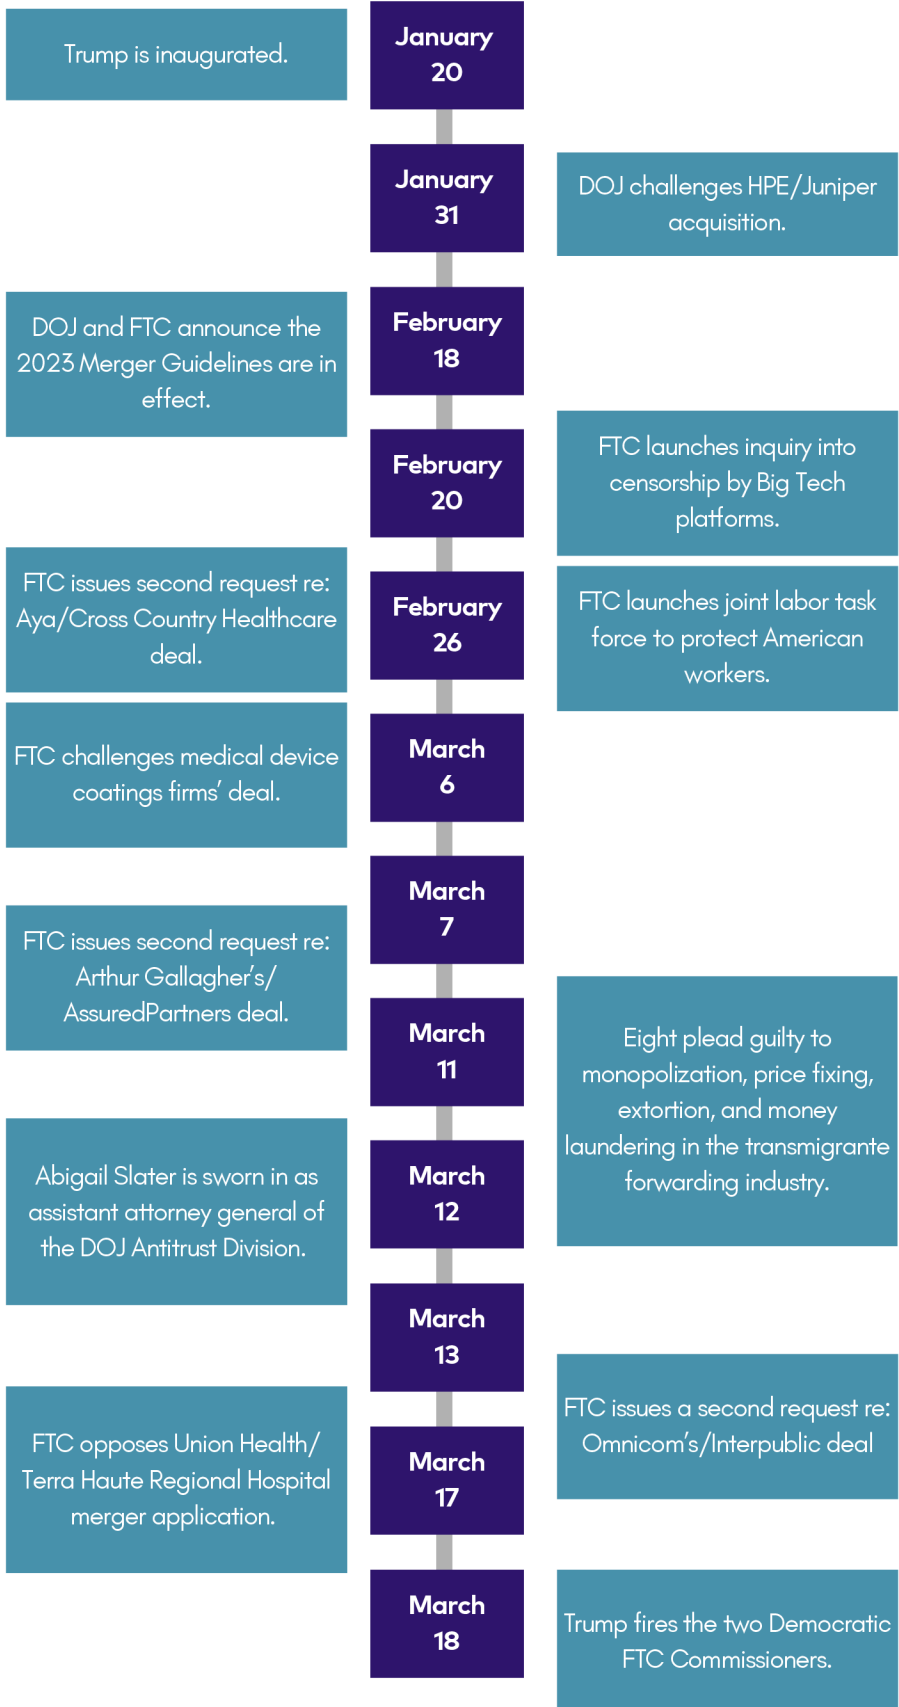 Trump is inaugurated.
January
20
January
31
DOJ challenges HPE/Juniper
acquisition.
DOJ and FTC announce the
2023 Merger Guidelines are in
effect.
February
18
February
20
FTC launches inquiry into
censorship by Big Tech
platforms.
FTC issues second request re:
Aya/Cross Country Healthcare
deal.
February
26
FTC launches joint labor task
force to protect American
workers.
FTC challenges medical device
coatings firms’ deal.
March
6
March
7
FTC issues second request re:
Arthur Gallagher’s/
AssuredPartners deal.
March
11
Eight plead guilty to
monopolization, price fixing,
extortion, and money
laundering in the transmigrante
forwarding industry.
Abigail Slater is sworn in as
assistant attorney general of
the DOJ Antitrust Division.
March
12
March
13
FTC issues a second request re:
Omnicom’s/Interpublic deal
FTC opposes Union Health/
Terra Haute Regional Hospital
merger application.
March
17
March
18
Trump fires the two Democratic
FTC Commissioners.